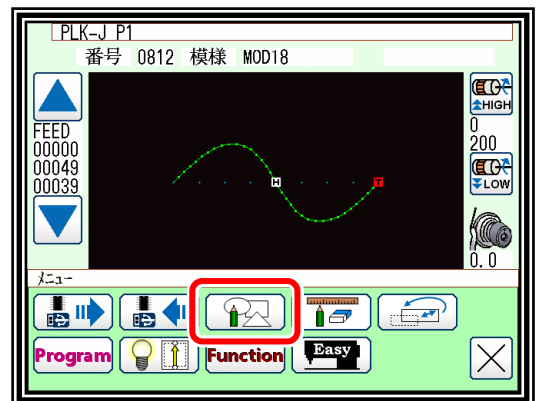 PLK-J P1
番号 0812 模様 MOD18
HIGH
FEED
00000
00049
00039
0
200
LOW
H
T
0.0
メニュー
Program
Function
Easy